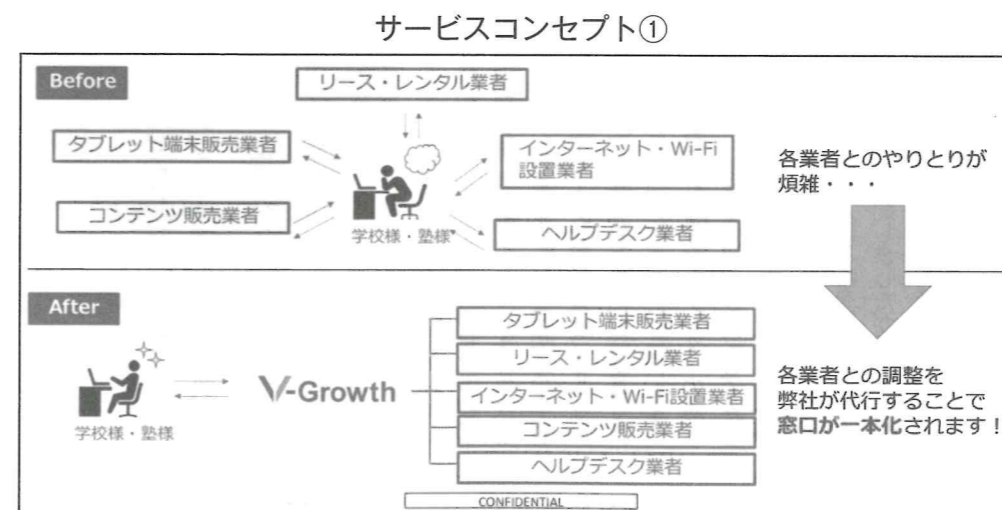 サービスコンセプト①
Before
リース・レンタル業者
タブレット端末販売業者
インターネット・Wi-Fi
設置業者
コンテンツ販売業者
ヘルプデスク業者
学校様・塾様
各業者とのやりとりが
煩雑・・・
After
タブレット端末販売業者
リース・レンタル業者
インターネット・Wi-Fi設置業者
コンテンツ販売業者
ヘルプデスク業者
学校様・塾様
V-Growth
各業者との調整を
弊社が代行することで
窓口が一本化されます！
CONFIDENTIAL